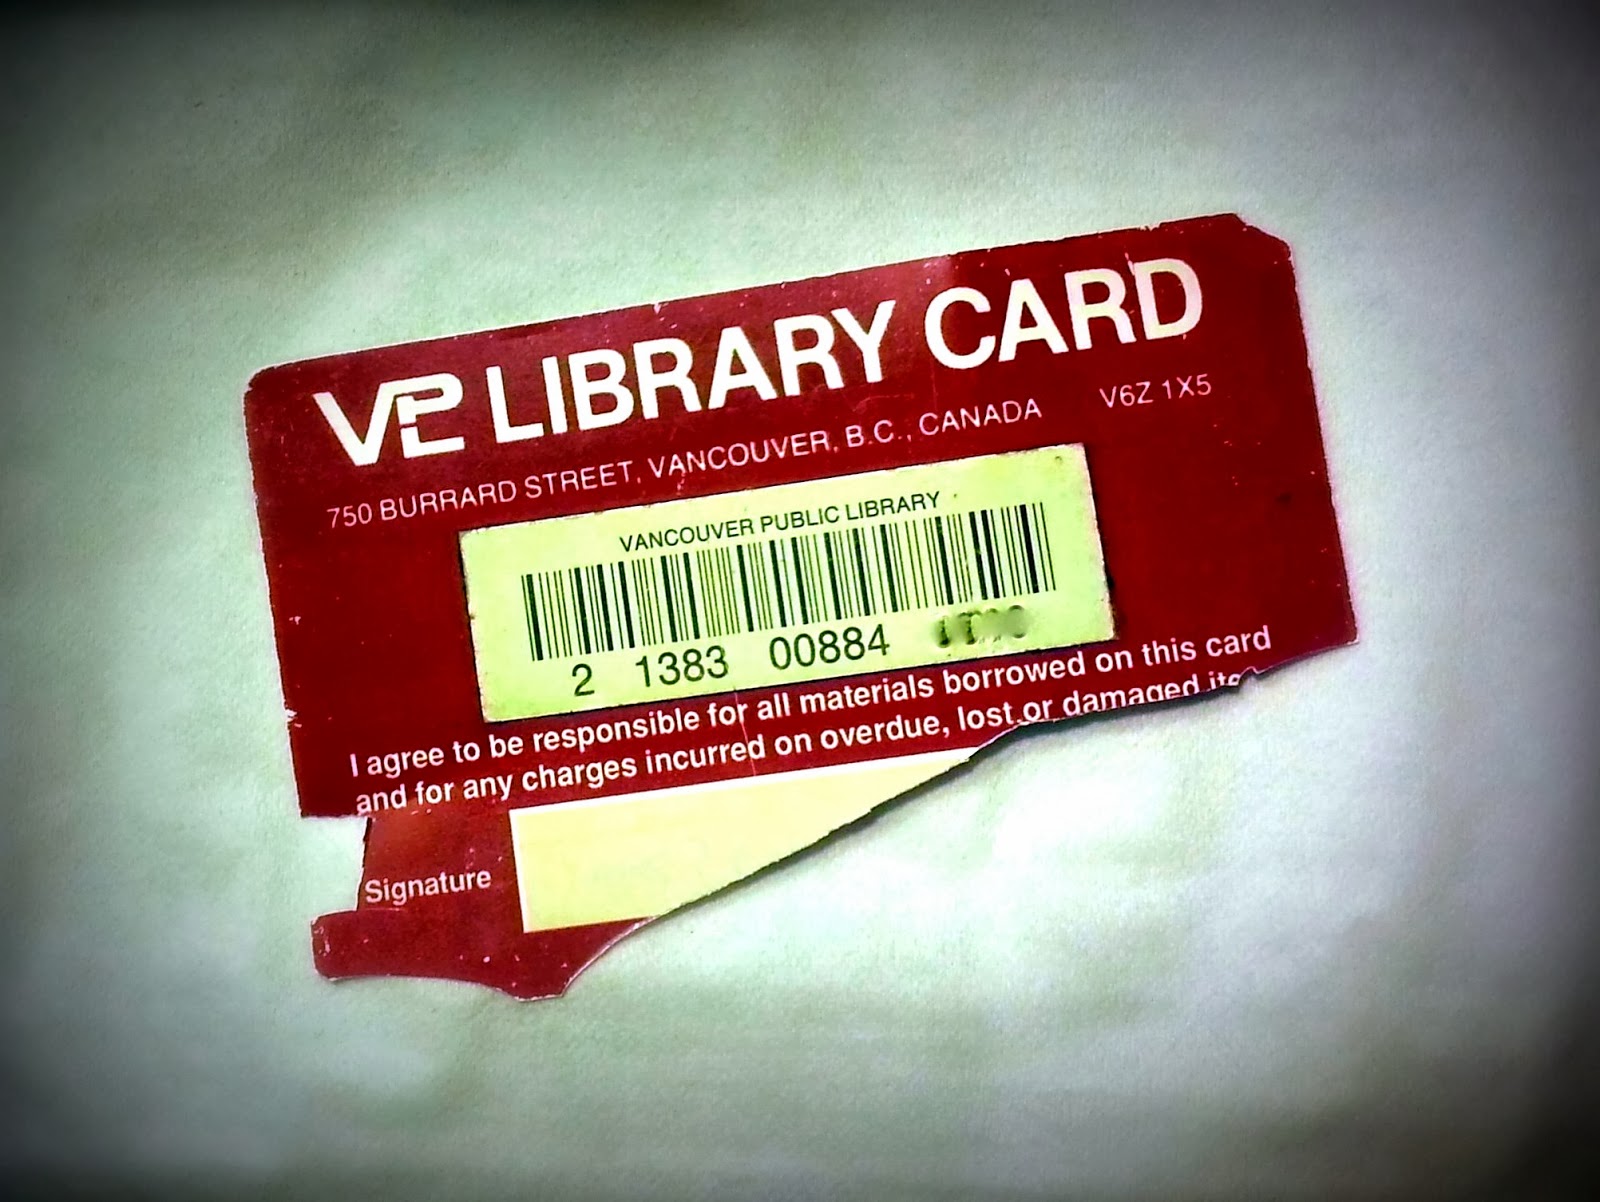 VPL LIBRARY CARD
750 BURRARD STREET, VANCOUVER, B.C., CANADA V6Z 1X5
VANCOUVER PUBLIC LIBRARY
2 1383 00884
I agree to be responsible for all materials borrowed on this card
and for any charges incurred on overdue, lost or damaged
Signature